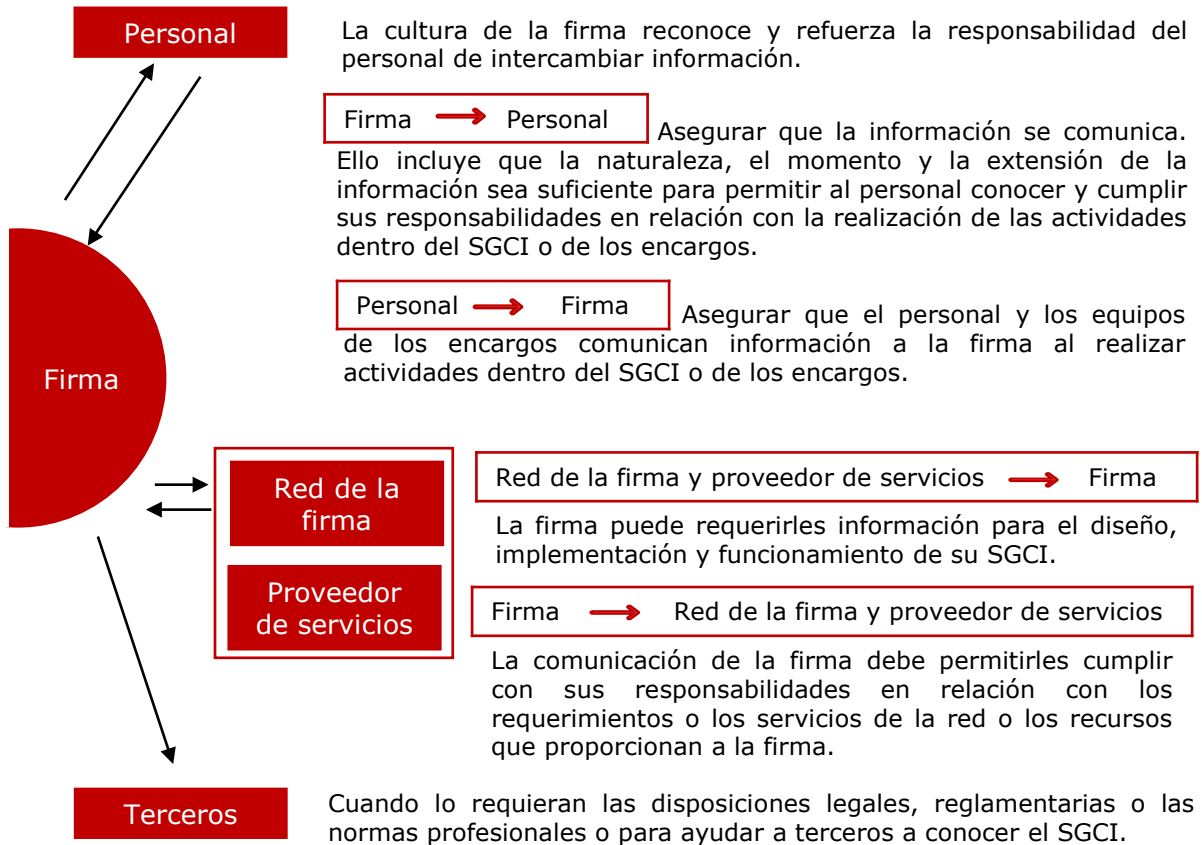 Personal
La cultura de la firma reconoce y refuerza la responsabilidad del
personal de intercambiar información.
Firma → Personal
Asegurar que la información se comunica.
Ello incluye que la naturaleza, el momento y la extensión de la
información sea suficiente para permitir al personal conocer y cumplir
sus responsabilidades en relación con la realización de las actividades
dentro del SGCI o de los encargos.
Personal → Firma
Asegurar que el personal y los equipos
de los encargos comunican información a la firma al realizar
actividades dentro del SGCI o de los encargos.
Firma
Red de la
firma
Proveedor
de servicios
Red de la firma y proveedor de servicios → Firma
La firma puede requerirles información para el diseño,
implementación y funcionamiento de su SGCI.
Firma → Red de la firma y proveedor de servicios
La comunicación de la firma debe permitirles cumplir
con sus responsabilidades en relación con los
requerimientos o los servicios de la red o los recursos
que proporcionan a la firma.
Terceros
Cuando lo requieran las disposiciones legales, reglamentarias o las
normas profesionales o para ayudar a terceros a conocer el SGCI.